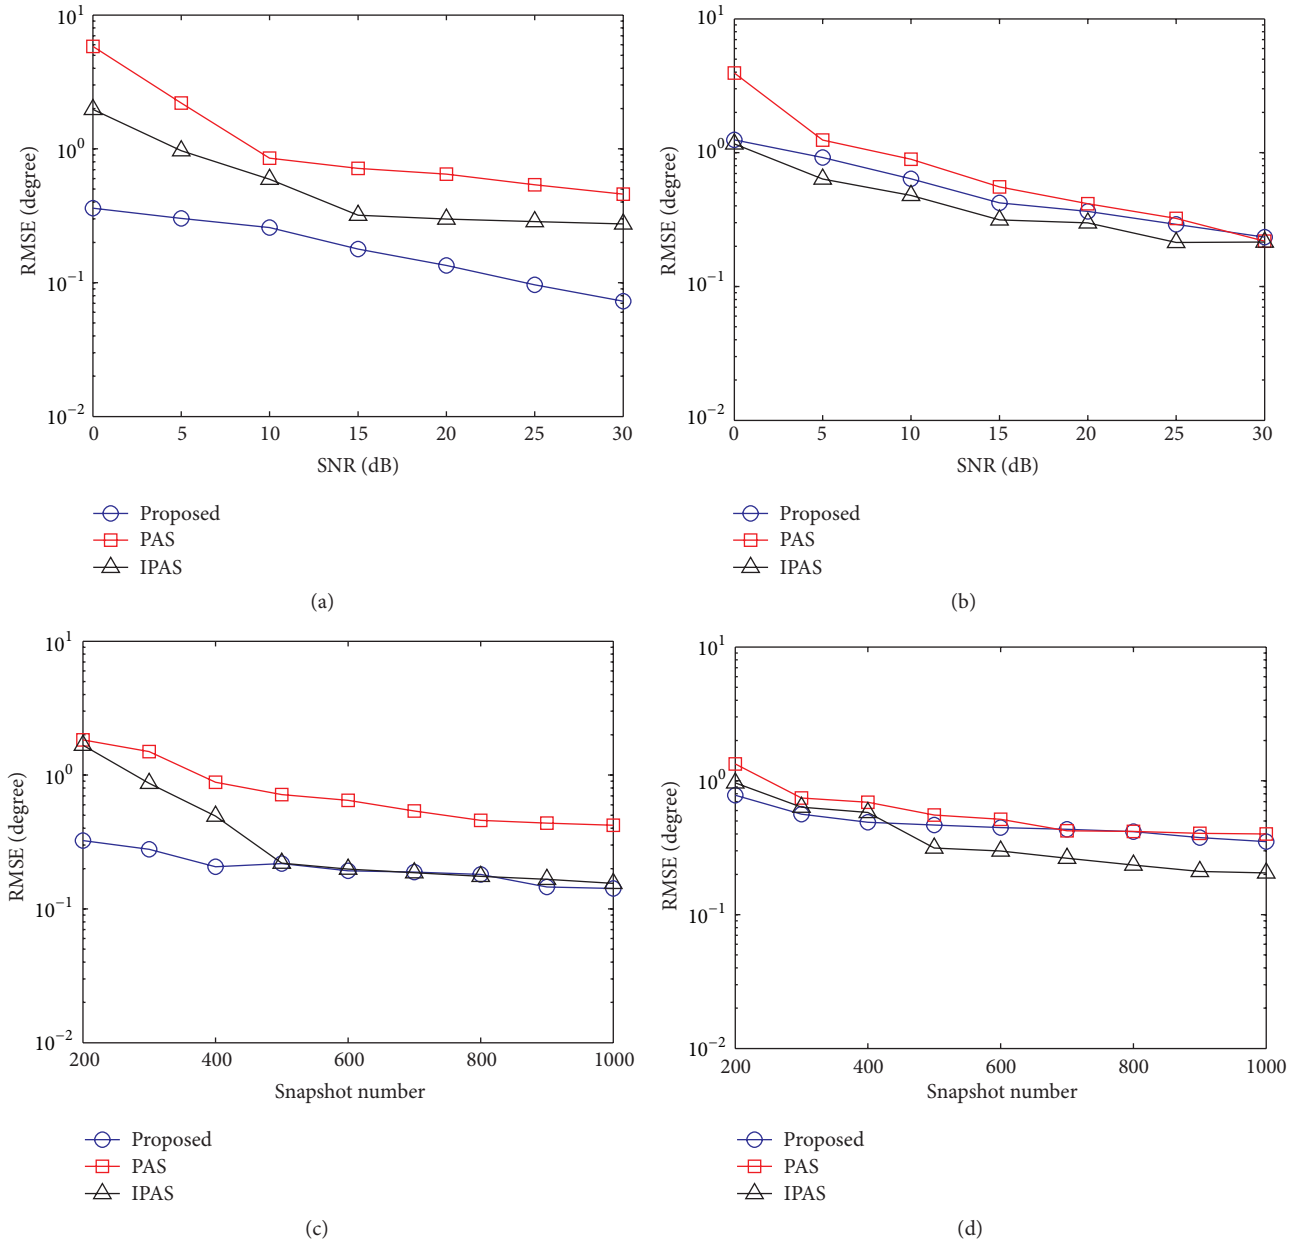 10^1
10^0
10^−1
10^−2
RMSE (degree)
0 5 10 15 20 25 30
SNR (dB)
Proposed
PAS
IPAS
(a)
10^1
10^0
10^−1
10^−2
RMSE (degree)
0 5 10 15 20 25 30
SNR (dB)
Proposed
PAS
IPAS
(b)
10^1
10^0
10^−1
10^−2
RMSE (degree)
200 400 600 800 1000
Snapshot number
Proposed
PAS
IPAS
(c)
10^1
10^0
10^−1
10^−2
RMSE (degree)
200 400 600 800 1000
Snapshot number
Proposed
PAS
IPAS
(d)